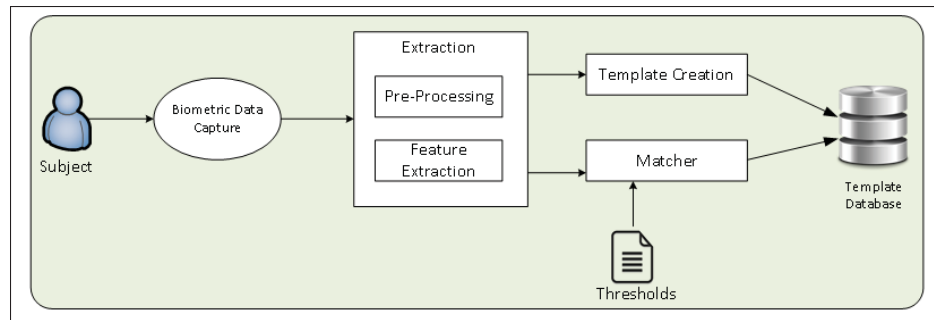 Subject
Biometric Data
Capture
Extraction
Pre-Processing
Feature
Extraction
Template Creation
Matcher
Thresholds
Template
Database